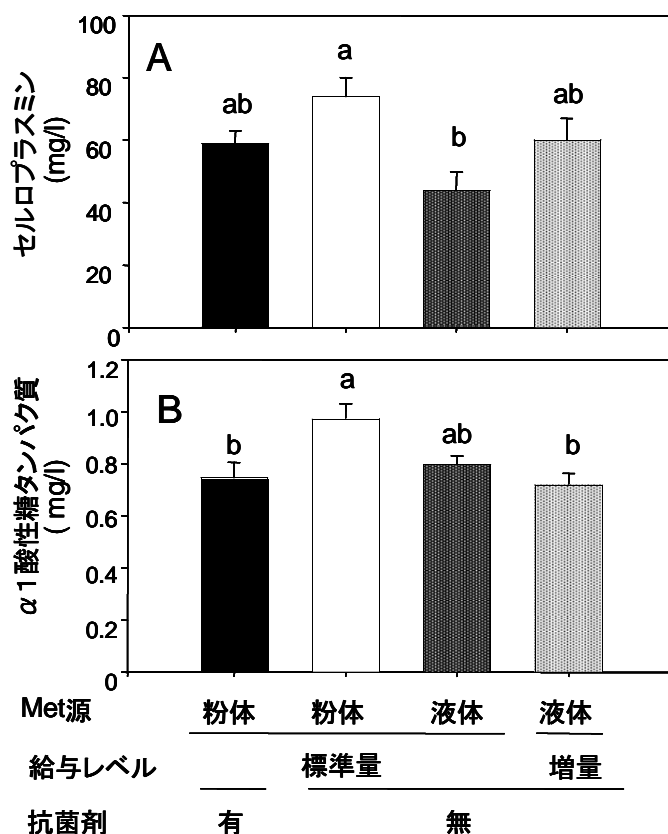 100
80
60
40
20
0
A
ab
a
b
ab
セルロプラスミン
(mg/l)
1.2
1.0
0.8
0.6
0.4
0.2
0
B
b
a
ab
b
α1酸性糖タンパク質
( mg/l)
Met源 粉体 粉体 液体 液体
給与レベル 標準量 増量
抗菌剤 有 無